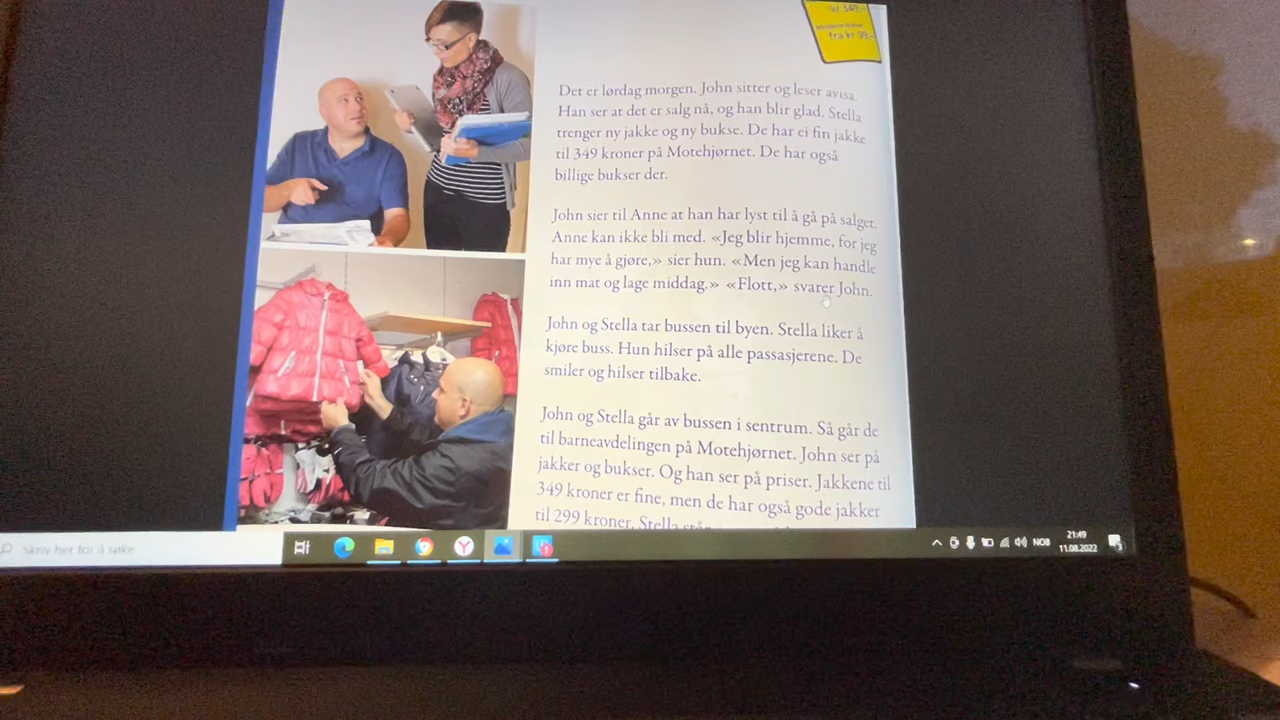 kr 349,-
fra kr 99,-
Det er lørdag morgen. John sitter og leser avisa.
Han ser at det er salg nå, og han blir glad. Stella
trenger ny jakke og ny bukse. De har ei fin jakke
til 349 kroner på Motehjørnet. De har også
billige bukser der.
John sier til Anne at han har lyst til å gå på salget.
Anne kan ikke bli med. «Jeg blir hjemme, for jeg
har mye å gjøre,» sier hun. «Men jeg kan handle
inn mat og lage middag.» «Flott,» svarer John.
John og Stella tar bussen til byen. Stella liker å
kjøre buss. Hun hilser på alle passasjerene. De
smiler og hilser tilbake.
John og Stella går av bussen i sentrum. Så går de
til barneavdelingen på Motehjørnet. John ser på
jakker og bukser. Og han ser på priser. Jakkene til
349 kroner er fine, men de har også gode jakker
til 299 kroner. Stella står
Skriv her for å søke
NOB
21:49
11.08.2022